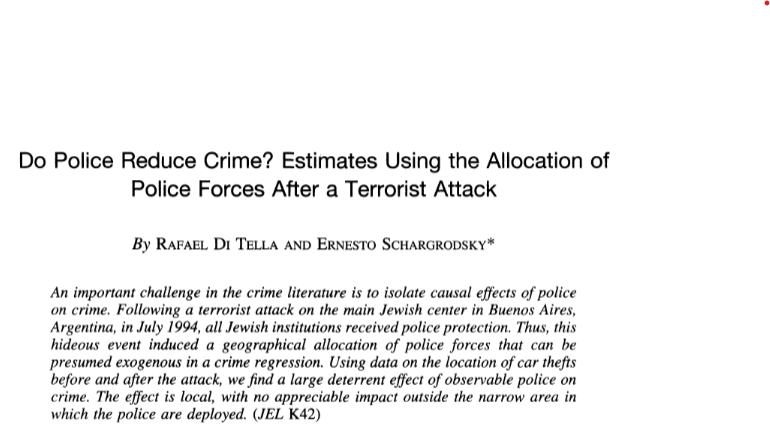 Do Police Reduce Crime? Estimates Using the Allocation of
Police Forces After a Terrorist Attack
By RAFAEL DI TELLA AND ERNESTO SCHARGRODSKY*
An important challenge in the crime literature is to isolate causal effects of police
on crime. Following a terrorist attack on the main Jewish center in Buenos Aires,
Argentina, in July 1994, all Jewish institutions received police protection. Thus, this
hideous event induced a geographical allocation of police forces that can be
presumed exogenous in a crime regression. Using data on the location of car thefts
before and after the attack, we find a large deterrent effect of observable police on
crime. The effect is local, with no appreciable impact outside the narrow area in
which the police are deployed. (JEL K42)